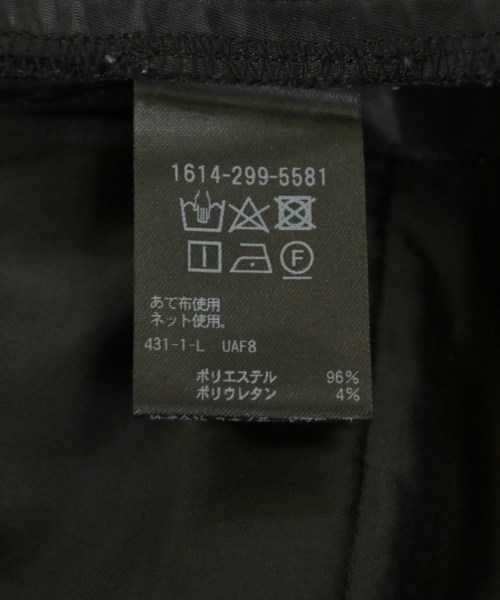 1614-299-5581
F
あて布使用
ネット使用。
431-1-L UAF8
ポリエステル 96%
ポリウレタン 4%